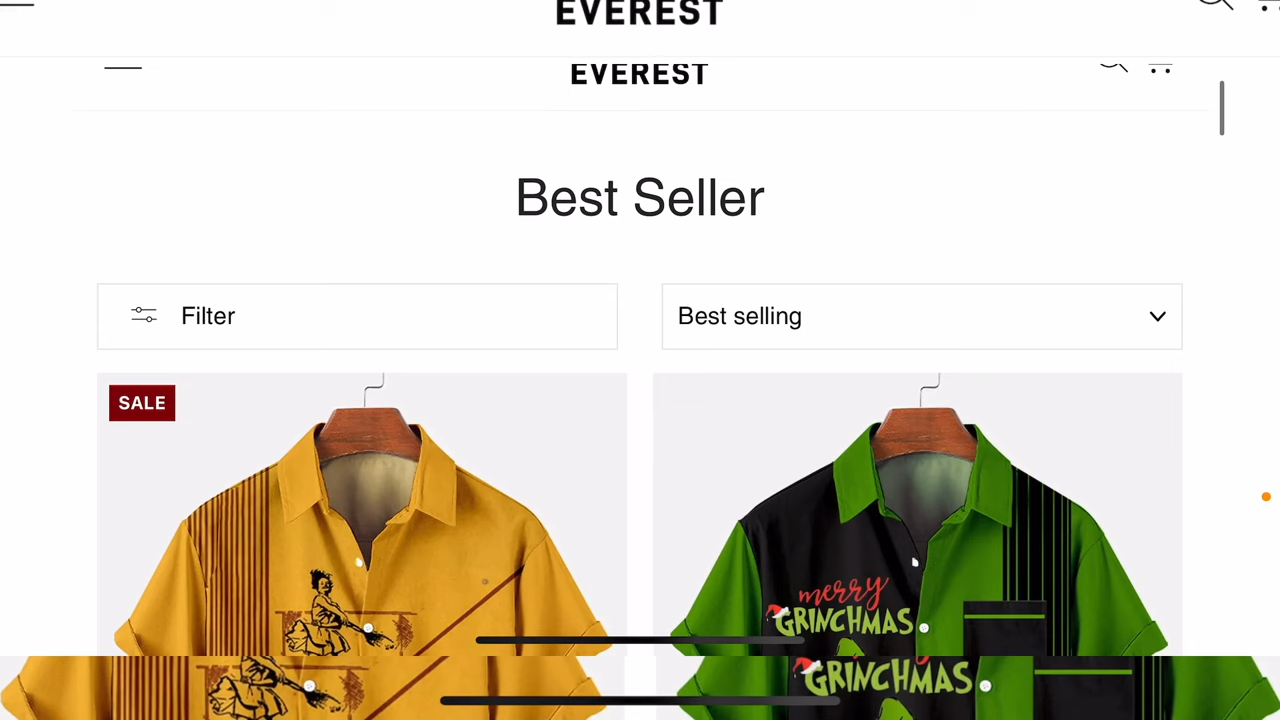 EVEREST
EVEREST
Best Seller
Filter
Best selling
SALE
merry
GRINCHMAS
GRINCHMAS